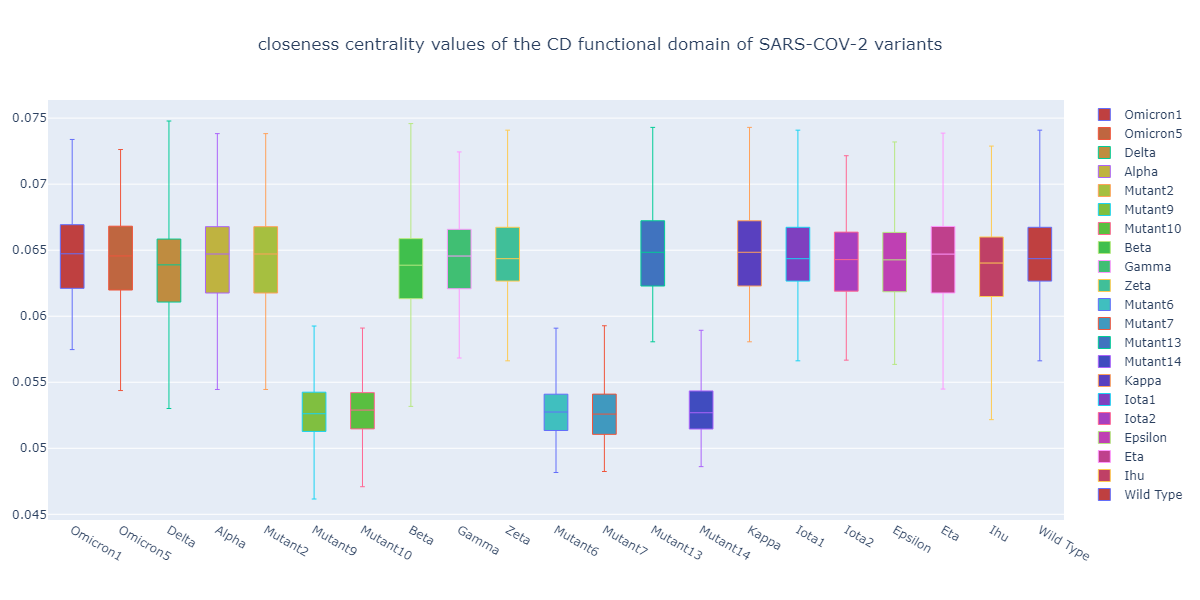 closeness centrality values of the CD functional domain of SARS-COV-2 variants
0.075
0.07
0.065
0.06
0.055
0.05
0.045
Omicron1
Omicron5
Delta
Alpha
Mutant2
Mutant9
Mutant10
Beta
Gamma
Zeta
Mutant6
Mutant7
Mutant13
Mutant14
Kappa
Iota1
Iota2
Epsilon
Eta
Ihu
Wild Type
Omicron1
Omicron5
Delta
Alpha
Mutant2
Mutant9
Mutant10
Beta
Gamma
Zeta
Mutant6
Mutant7
Mutant13
Mutant14
Kappa
Iota1
Iota2
Epsilon
Eta
Ihu
Wild Type